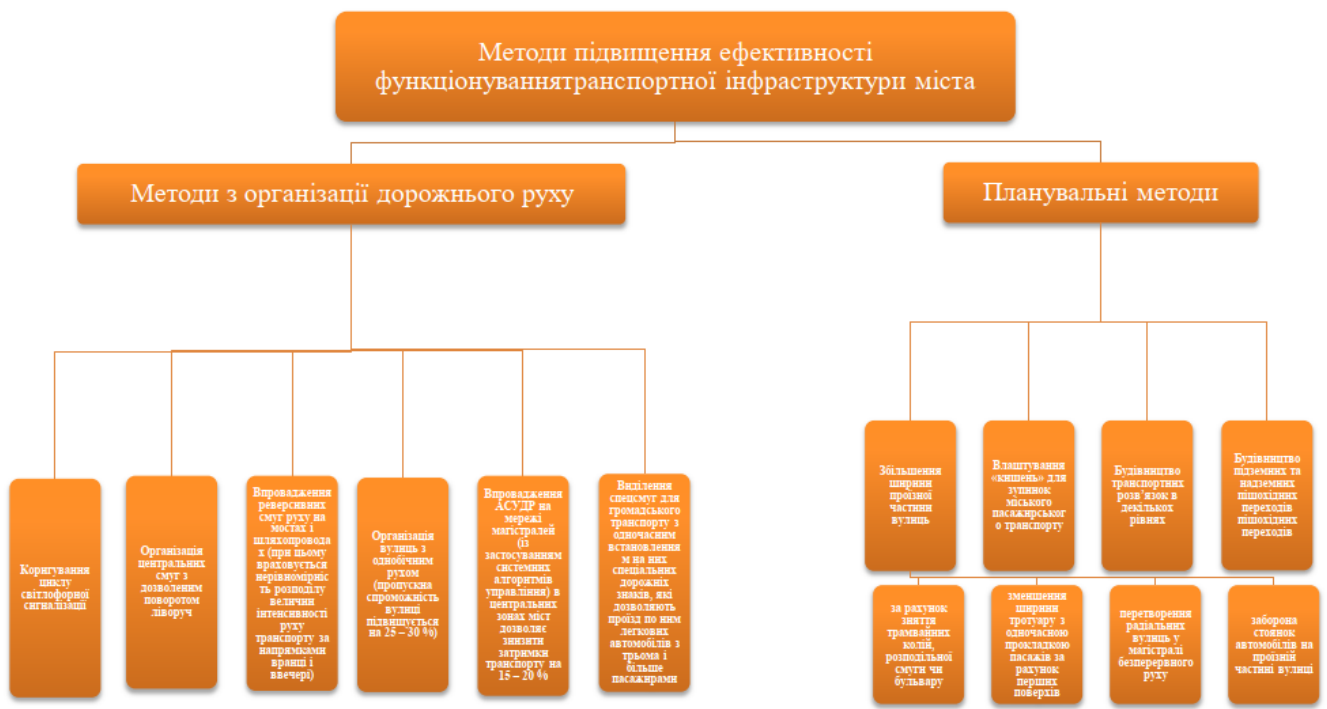 Методи підвищення ефективності
функціонуваннятранспортної інфраструктури міста
Методи з організації дорожнього руху
Планувальні методи
Коригування
циклу
світлофорної
сигналізації
Організація
центральних
смуг з
дозволеним
поворотом
ліворуч
Впровадження
реверсивних
смуг руху на
мостах і
шляхопровода
х (при цьому
враховується
нерівномірніс
ть розподілу
величин
інтенсивності
руху
транспорту за
напрямками
вранці і
ввечері)
Організація
вулиць з
однобічним
рухом
(пропускна
спроможність
вулиці
підвищується
на 25 – 30 %)
Впровадження
АСУДР на
мережі
магістралей
(із
застосуванням
системних
алгоритмів
управління) в
центральних
зонах міст
дозволяє
знизити
затримки
транспорту на
15 – 20 %
Виділення
спецсмуг для
громадського
транспорту з
одночасним
встановлення
м на них
спеціальних
дорожніх
знаків, які
дозволяють
проїзд по ним
легкових
автомобілів з
трьома і
більше
пасажирами
Збільшення
ширини
проїзної
частини
вулиць
Влаштування
«кишень» для
зупинок
міського
пасажирськог
о транспорту
Будівництво
транспортних
розв’язок в
декількох
рівнях
Будівництво
підземних та
надземних
пішохідних
переходів
пішохідних
переходів
за рахунок
зняття
трамвайних
колій,
розподільної
смуги чи
бульвару
зменшення
ширини
тротуару з
одночасною
прокладкою
пасажів за
рахунок
перших
поверхів
перетворення
радіальних
вулиць у
магістралі
безперервного
руху
заборона
стоянок
автомобілів на
проїзній
частині вулиці